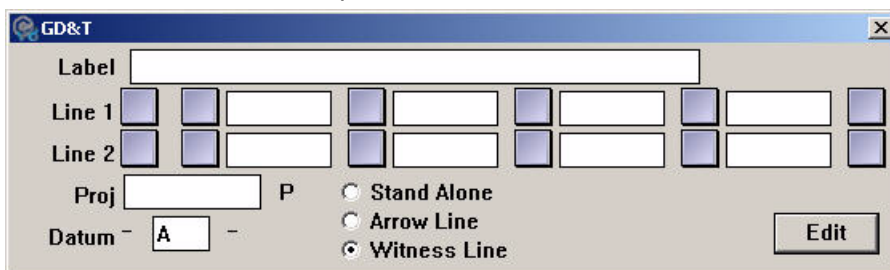 GD&T
Label
Line 1
Line 2
Proj P Stand Alone
Arrow Line
Datum - A - Witness Line
Edit